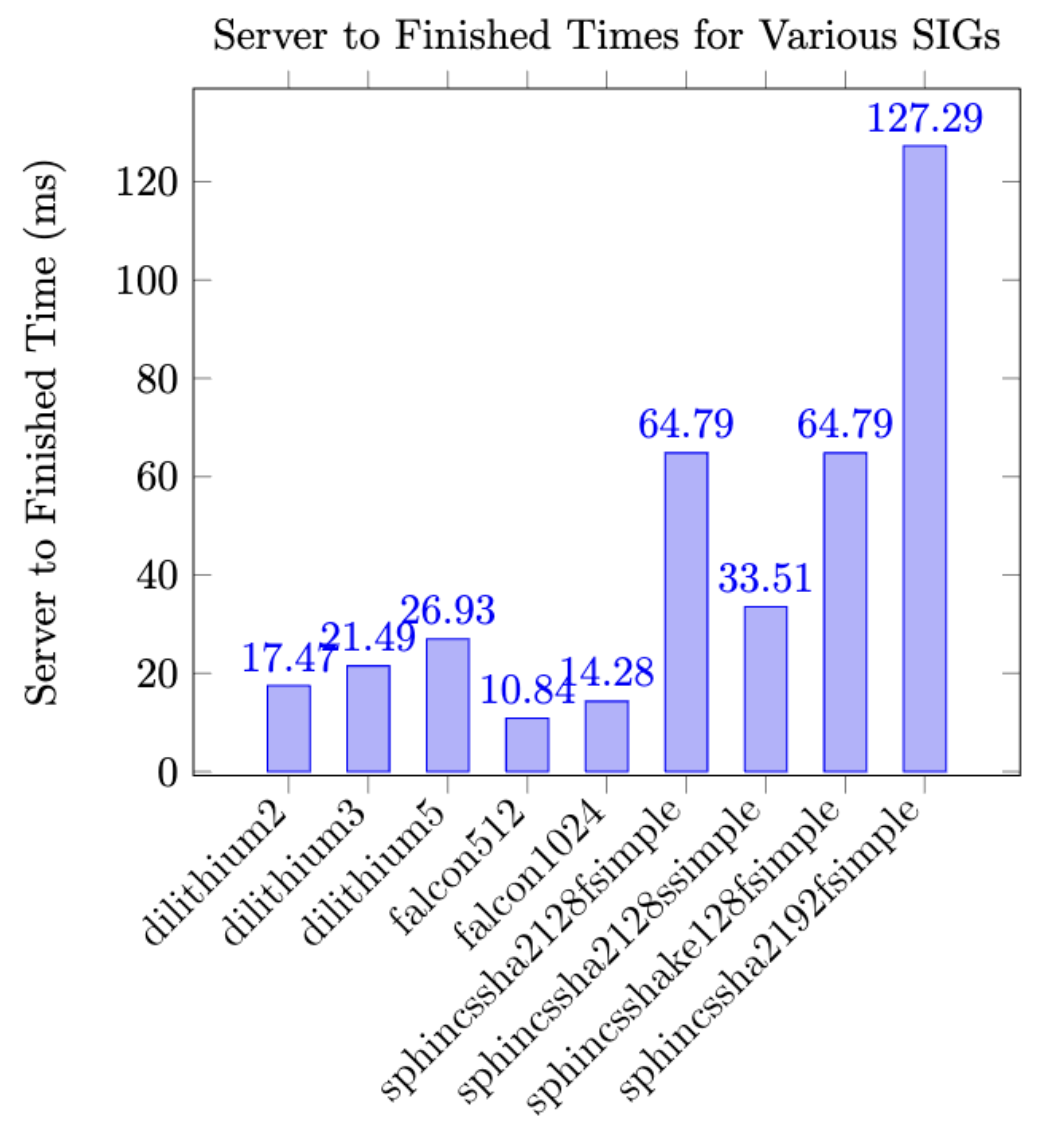 Server to Finished Times for Various SIGs
Server to Finished Time (ms)
120
100
80
60
40
20
0
17.47
21.49
26.93
10.84
14.28
64.79
33.51
64.79
127.29
dilithium2
dilithium3
dilithium5
falcon512
falcon1024
sphincssha2128fsimple
sphincssha2128ssimple
sphincsshake128fsimple
sphincssha2192fsimple